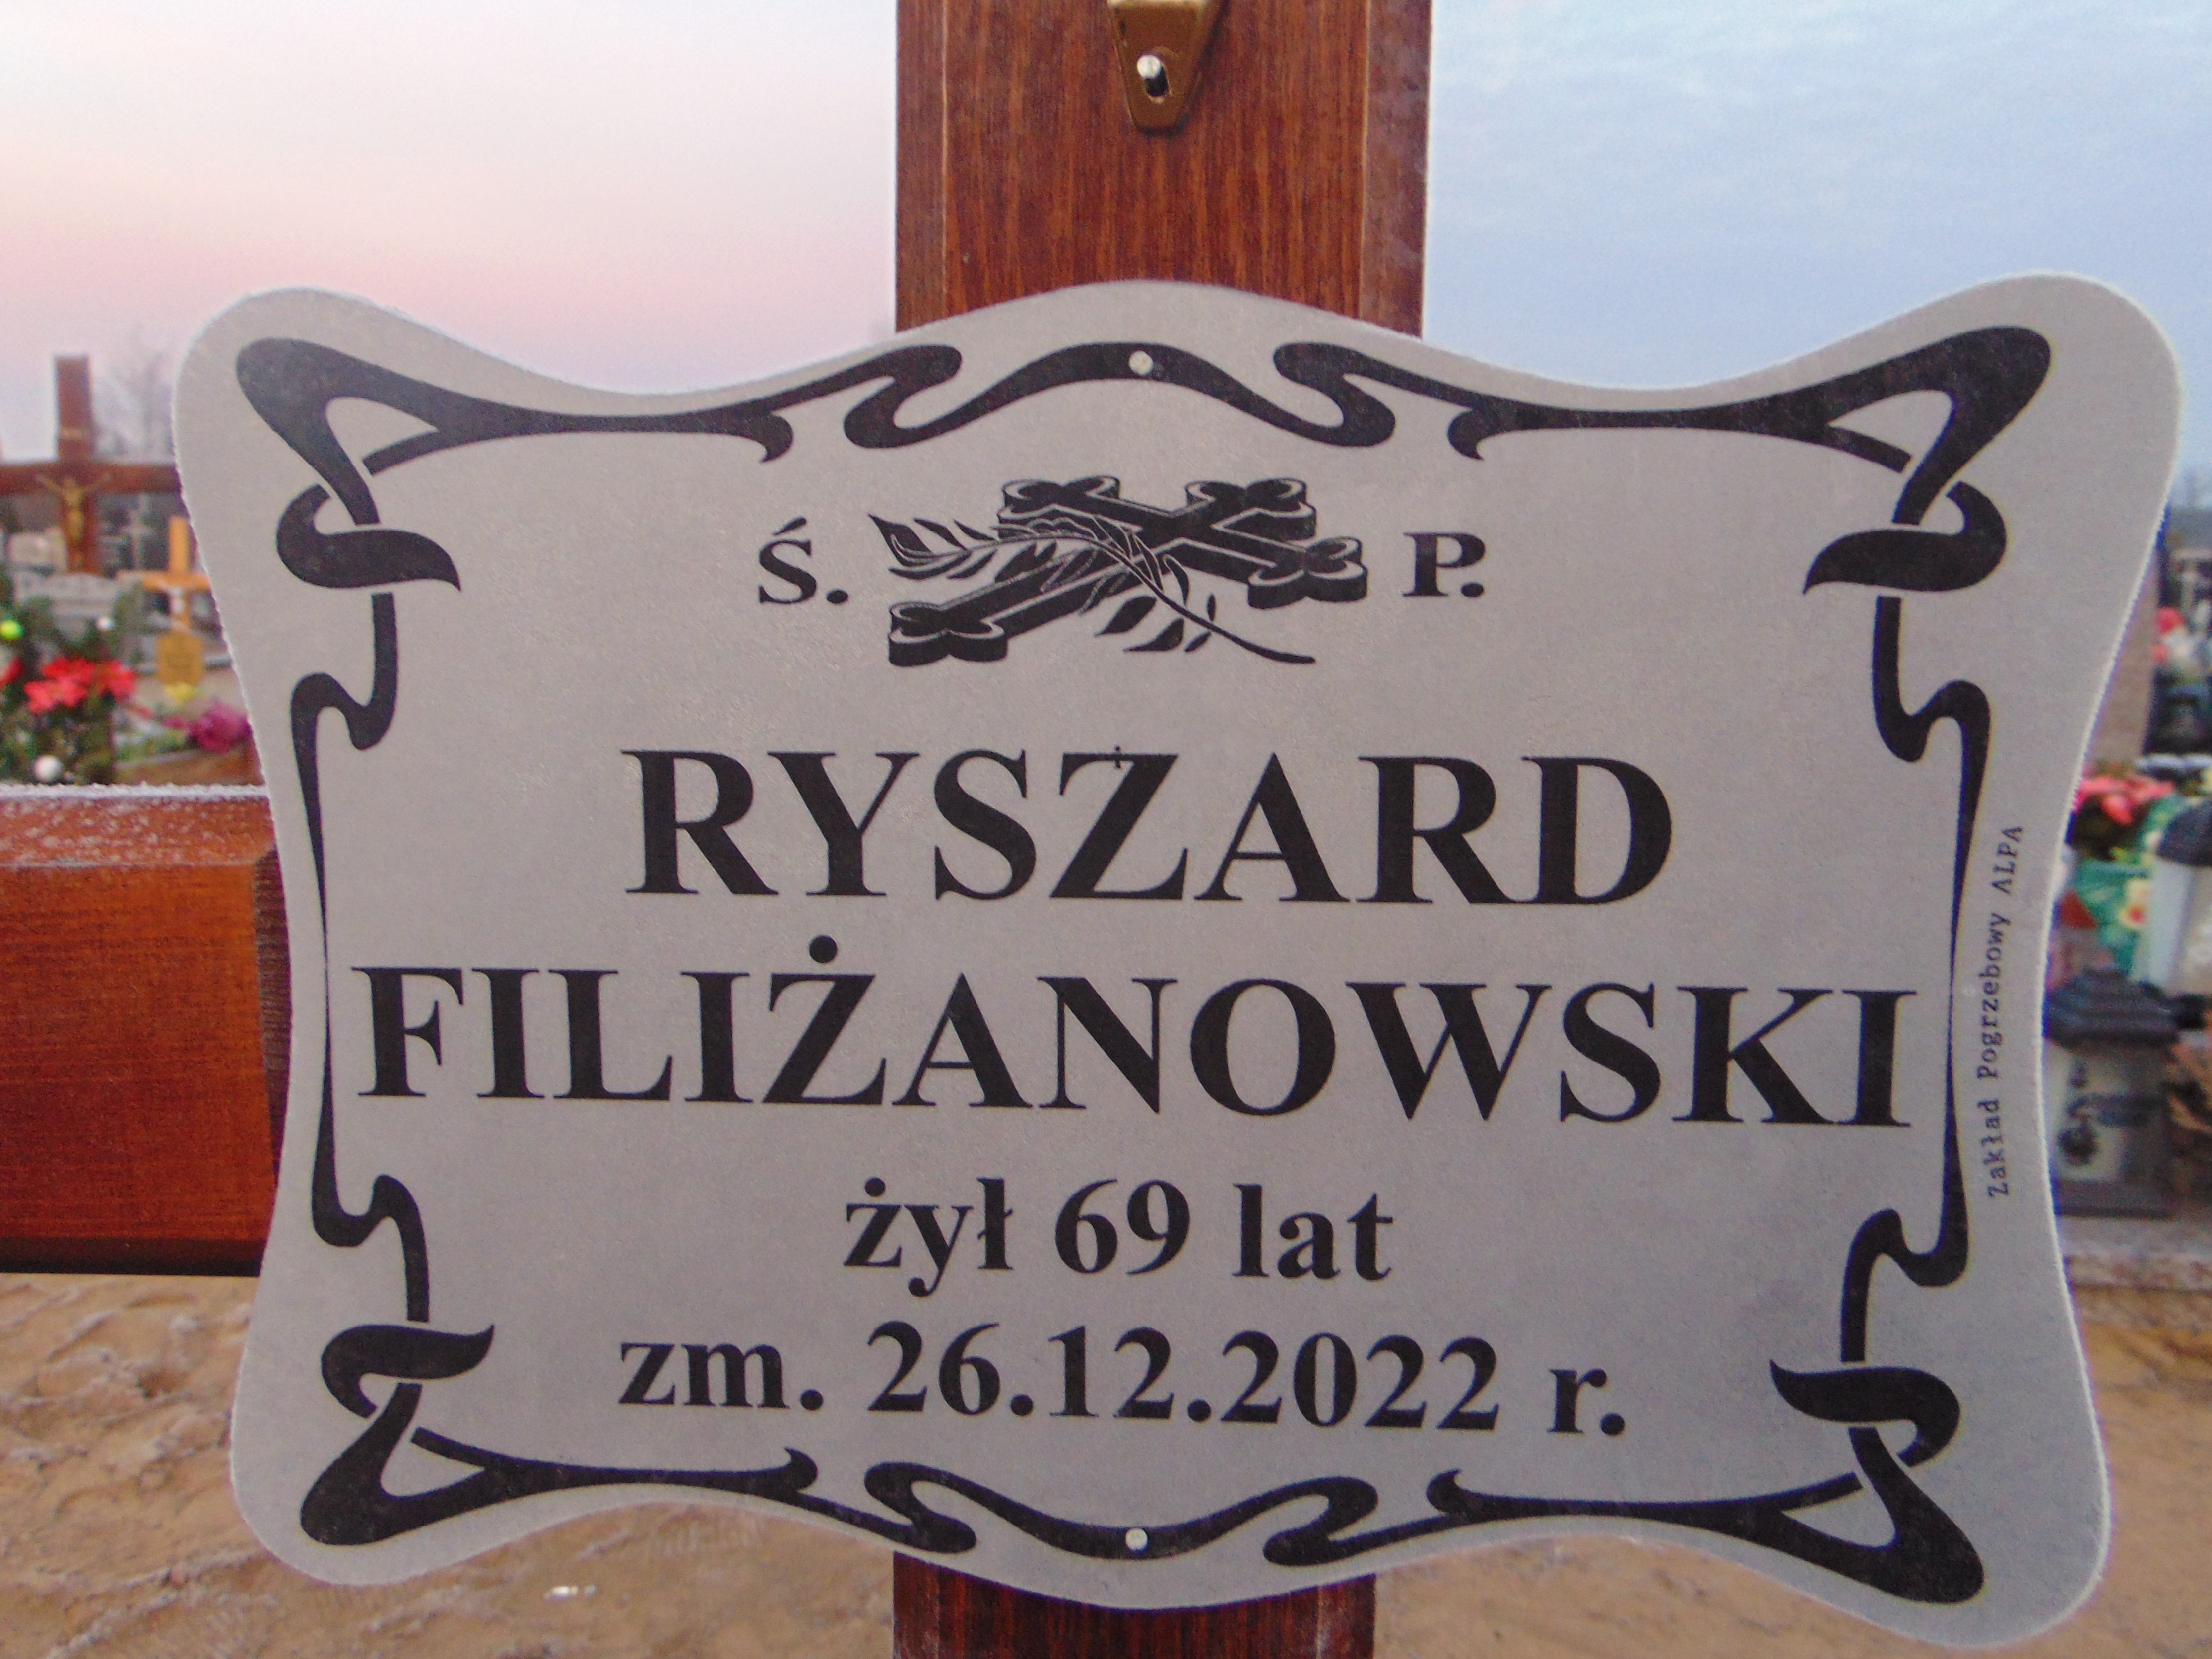 Ś. P.
RYSZARD
FILIŻANOWSKI
żył 69 lat
zm. 26.12.2022 r.
Zakład Pogrzebowy ALPA